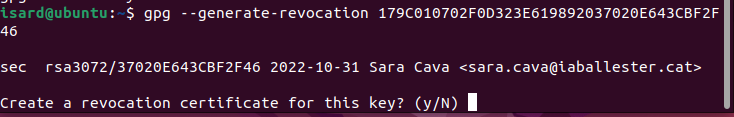 isard@ubuntu:~$ gpg --generate-revocation 179C010702F0D323E619892037020E643CBF2F
46
sec  rsa3072/37020E643CBF2F46 2022-10-31 Sara Cava <sara.cava@iaballester.cat>
Create a revocation certificate for this key? (y/N)